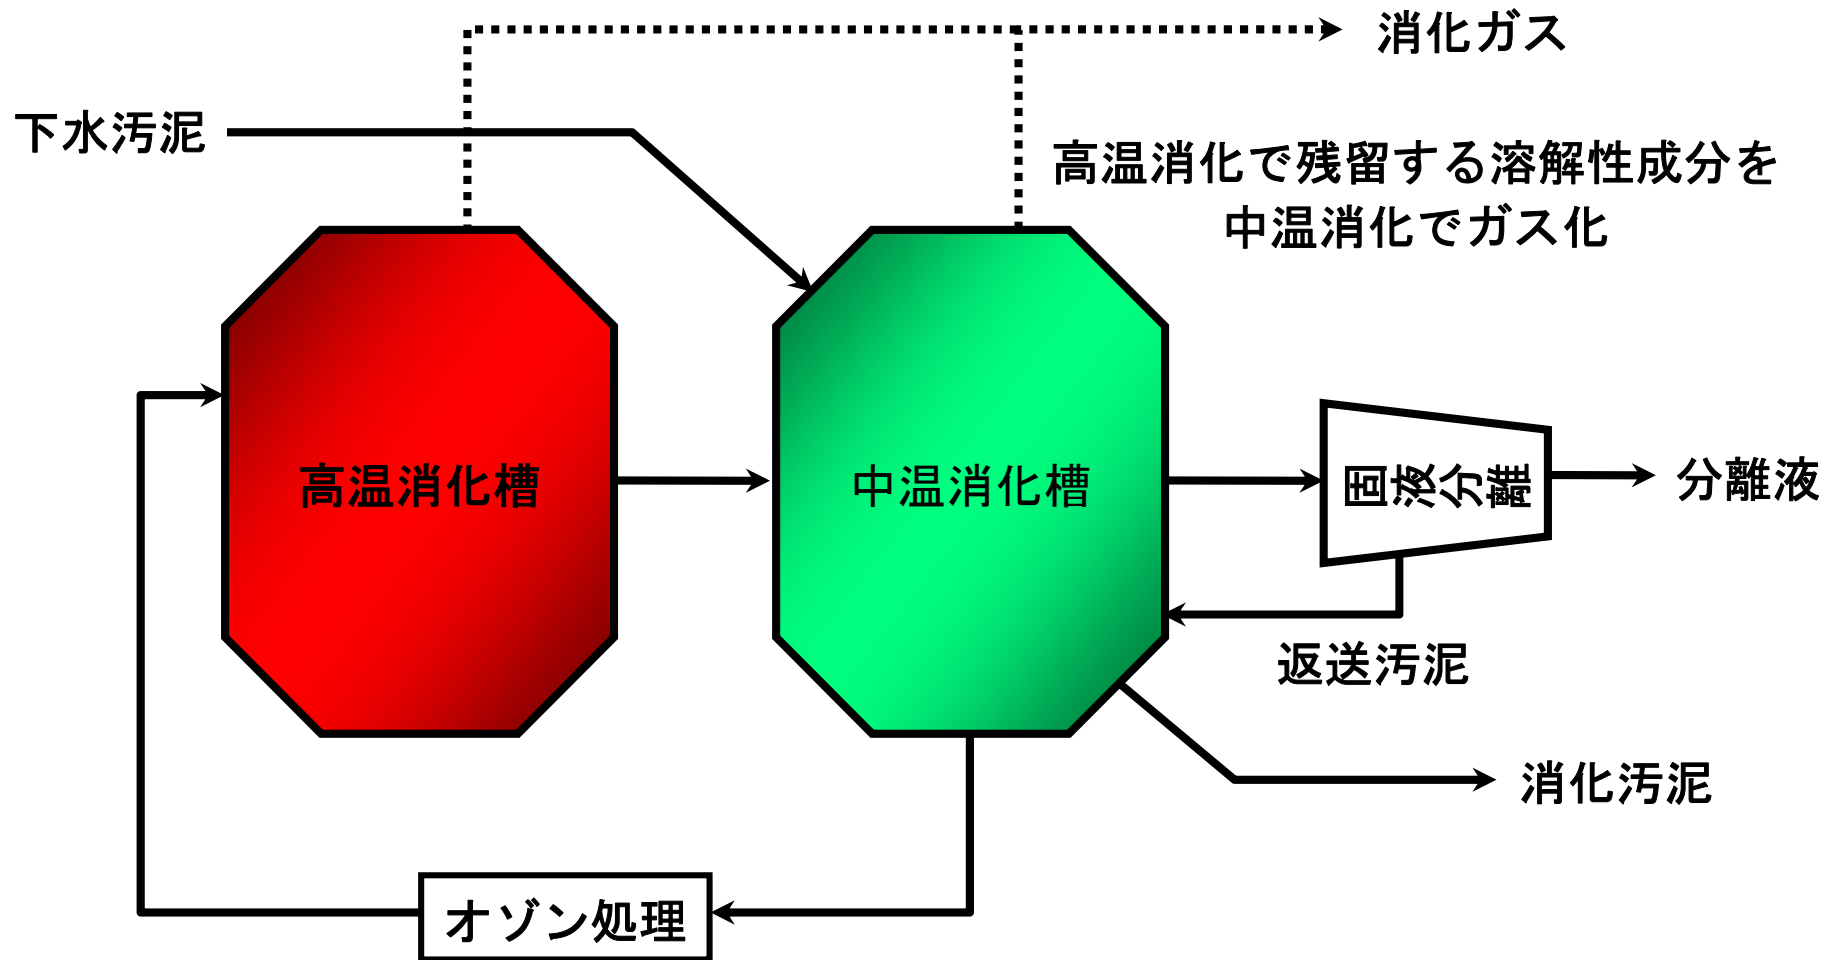 消化ガス
下水汚泥
高温消化で残留する溶解性成分を
中温消化でガス化
高温消化槽
中温消化槽
固液分離
分離液
返送汚泥
消化汚泥
オゾン処理